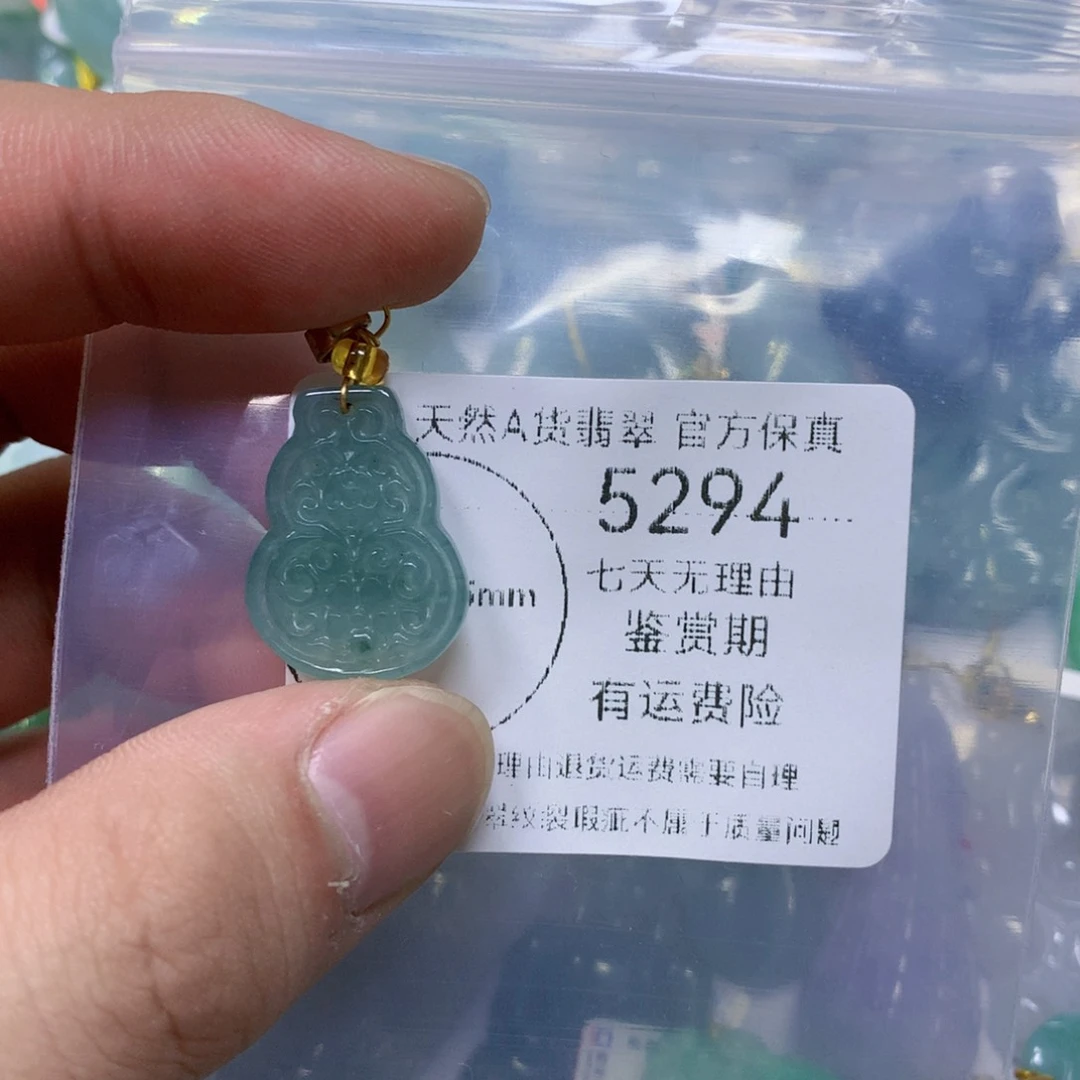 天然A货翡翠 官方保真
5294
mm
七天无理由
鉴赏期
有运费险
理由退货运费需要自理
翠纹裂瑕疵不属于质量问题